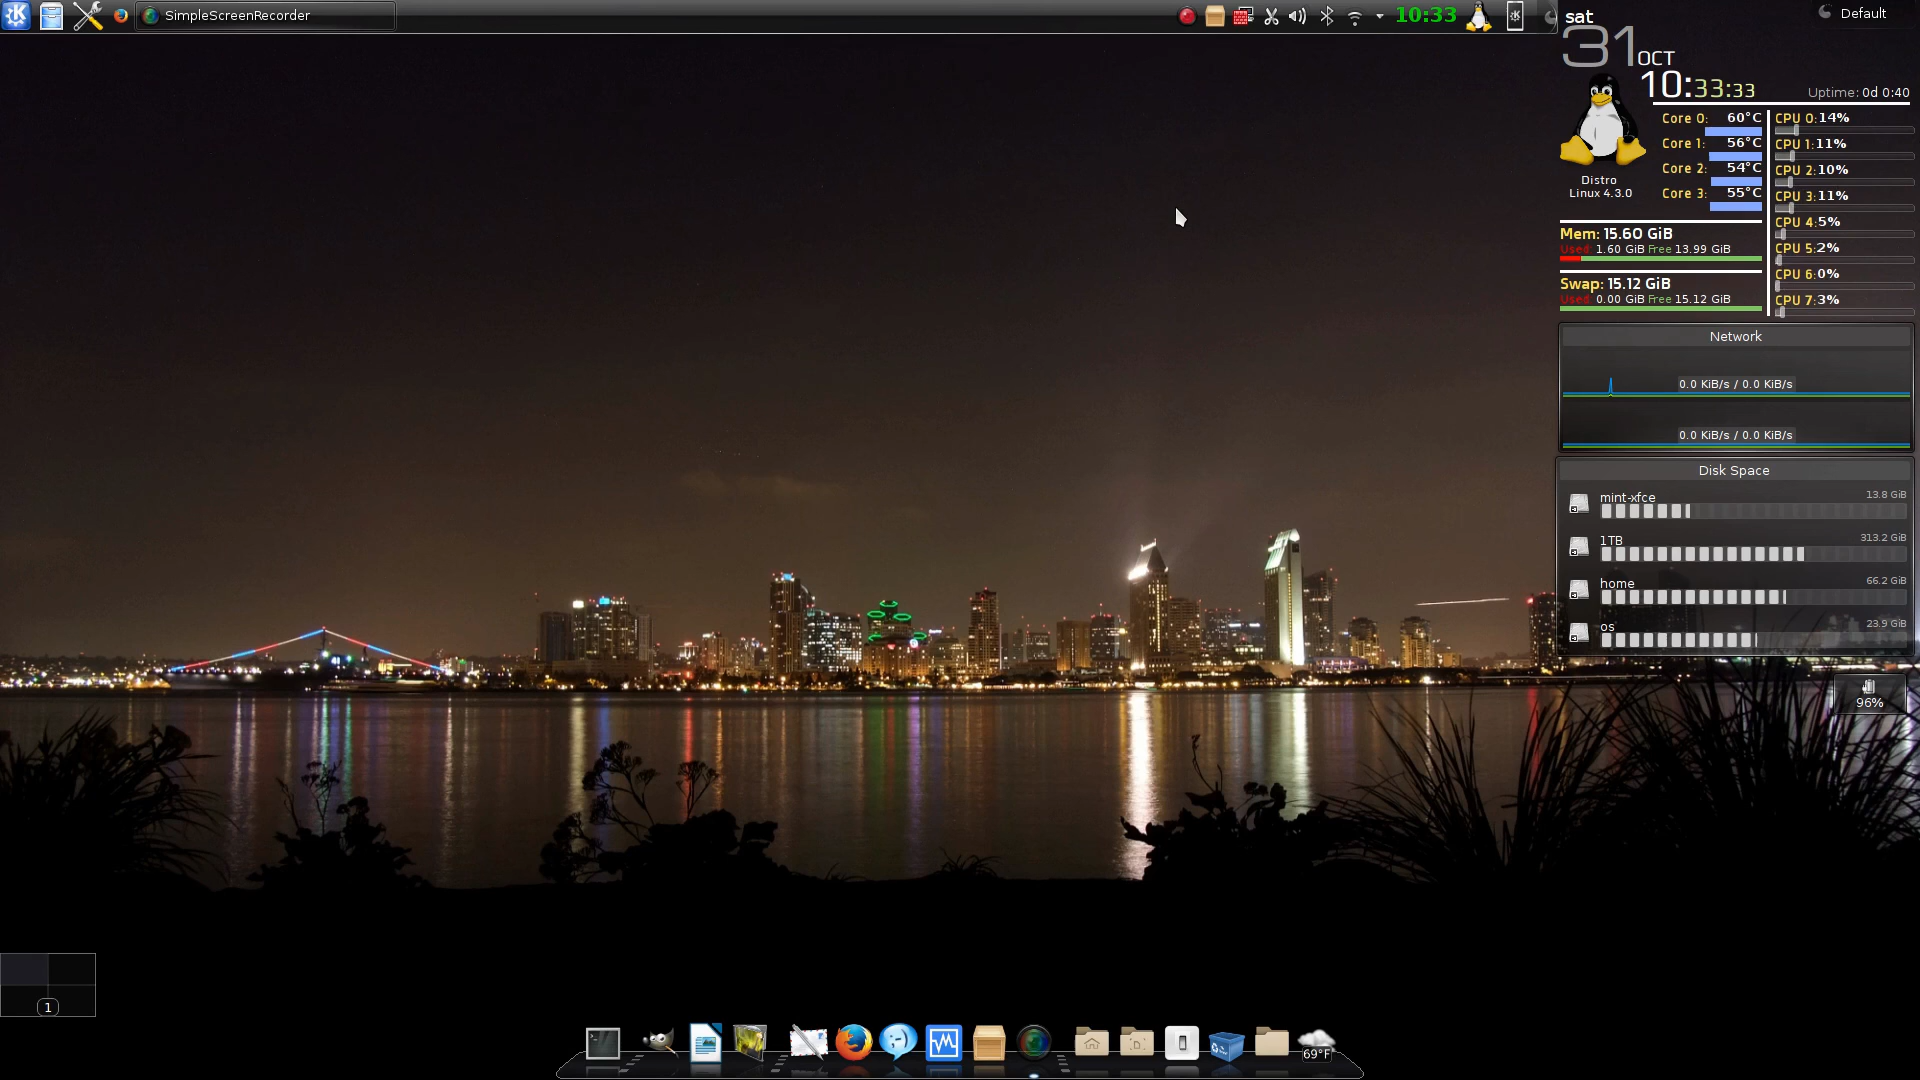 SimpleScreenRecorder
10:33
Default
sat
31 OCT
10:33:33
Uptime: 0d 0:40
Distro
Linux 4.3.0
Core 0: 60°C
Core 1: 56°C
Core 2: 54°C
Core 3: 55°C
CPU 0:14%
CPU 1:11%
CPU 2:10%
CPU 3:11%
CPU 4:5%
CPU 5:2%
CPU 6:0%
CPU 7:3%
Mem: 15.60 GiB
Used: 1.60 GiB Free 13.99 GiB
Swap: 15.12 GiB
Used: 0.00 GiB Free 15.12 GiB
Network
0.0 KiB/s / 0.0 KiB/s
0.0 KiB/s / 0.0 KiB/s
Disk Space
mint-xfce 13.8 GiB
1TB 313.2 GiB
home 66.2 GiB
os 23.9 GiB
96%
1
69°F